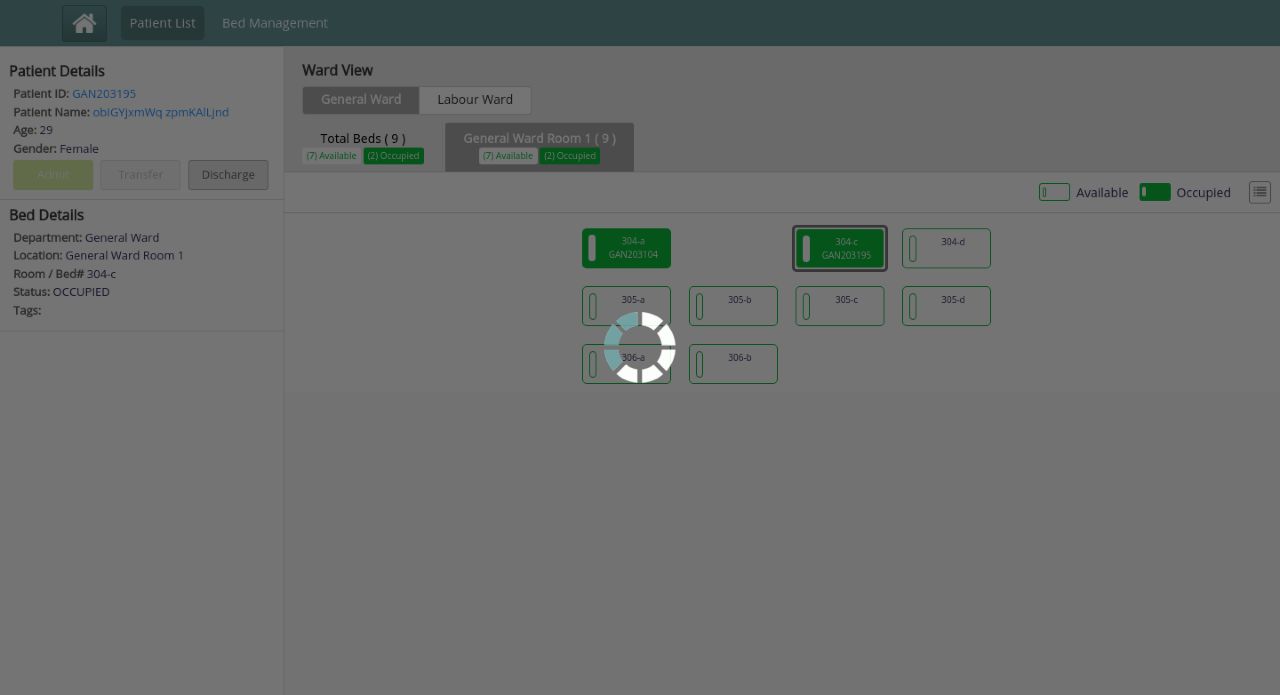 Patient List Bed Management
Patient Details
Patient ID: GAN203195
Patient Name: obiGYjxmWq zpmKAlLjnd
Age: 29
Gender: Female
Admit Transfer Discharge
Bed Details
Department: General Ward
Location: General Ward Room 1
Room / Bed# 304-c
Status: OCCUPIED
Tags:
Ward View
General Ward Labour Ward
Total Beds ( 9 ) General Ward Room 1 ( 9 )
(7) Available (2) Occupied (7) Available (2) Occupied
Available Occupied
304-a 304-c 304-d
GAN203104 GAN203195
305-a 305-b 305-c 305-d
306-a 306-b